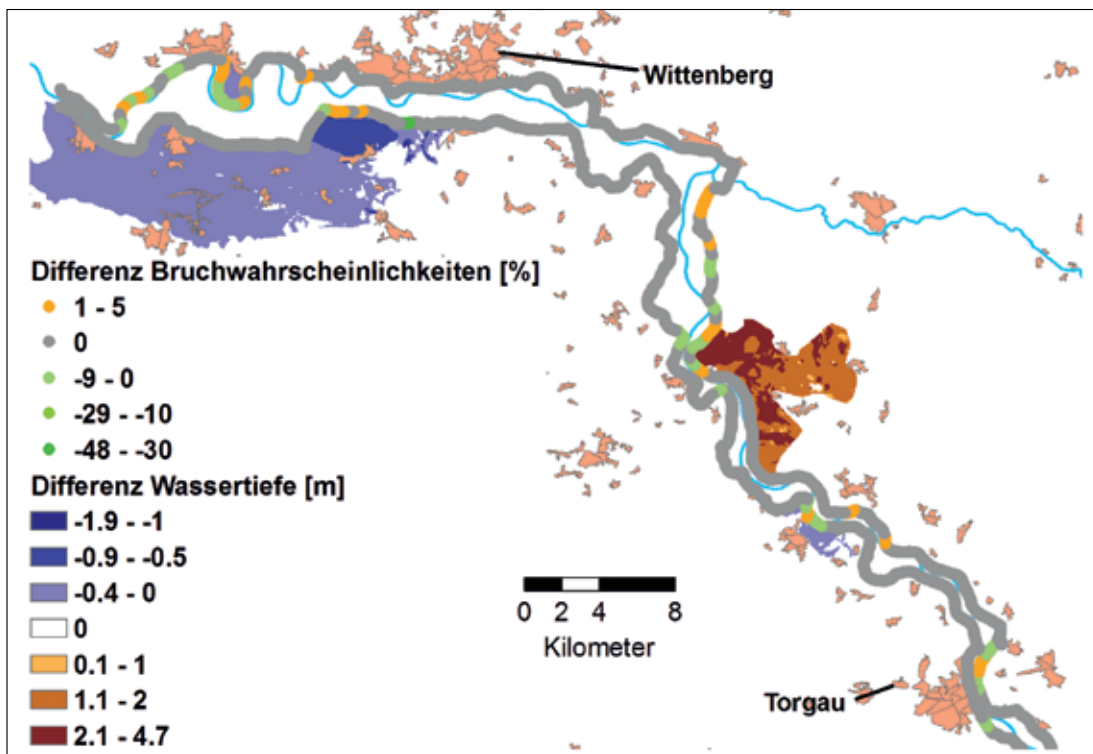 Wittenberg
Differenz Bruchwahrscheinlichkeiten [%]
1 - 5
0
-9 - 0
-29 - -10
-48 - -30
Differenz Wassertiefe [m]
-1.9 - -1
-0.9 - -0.5
-0.4 - 0
0
0.1 - 1
1.1 - 2
2.1 - 4.7
0 2 4 8
Kilometer
Torgau